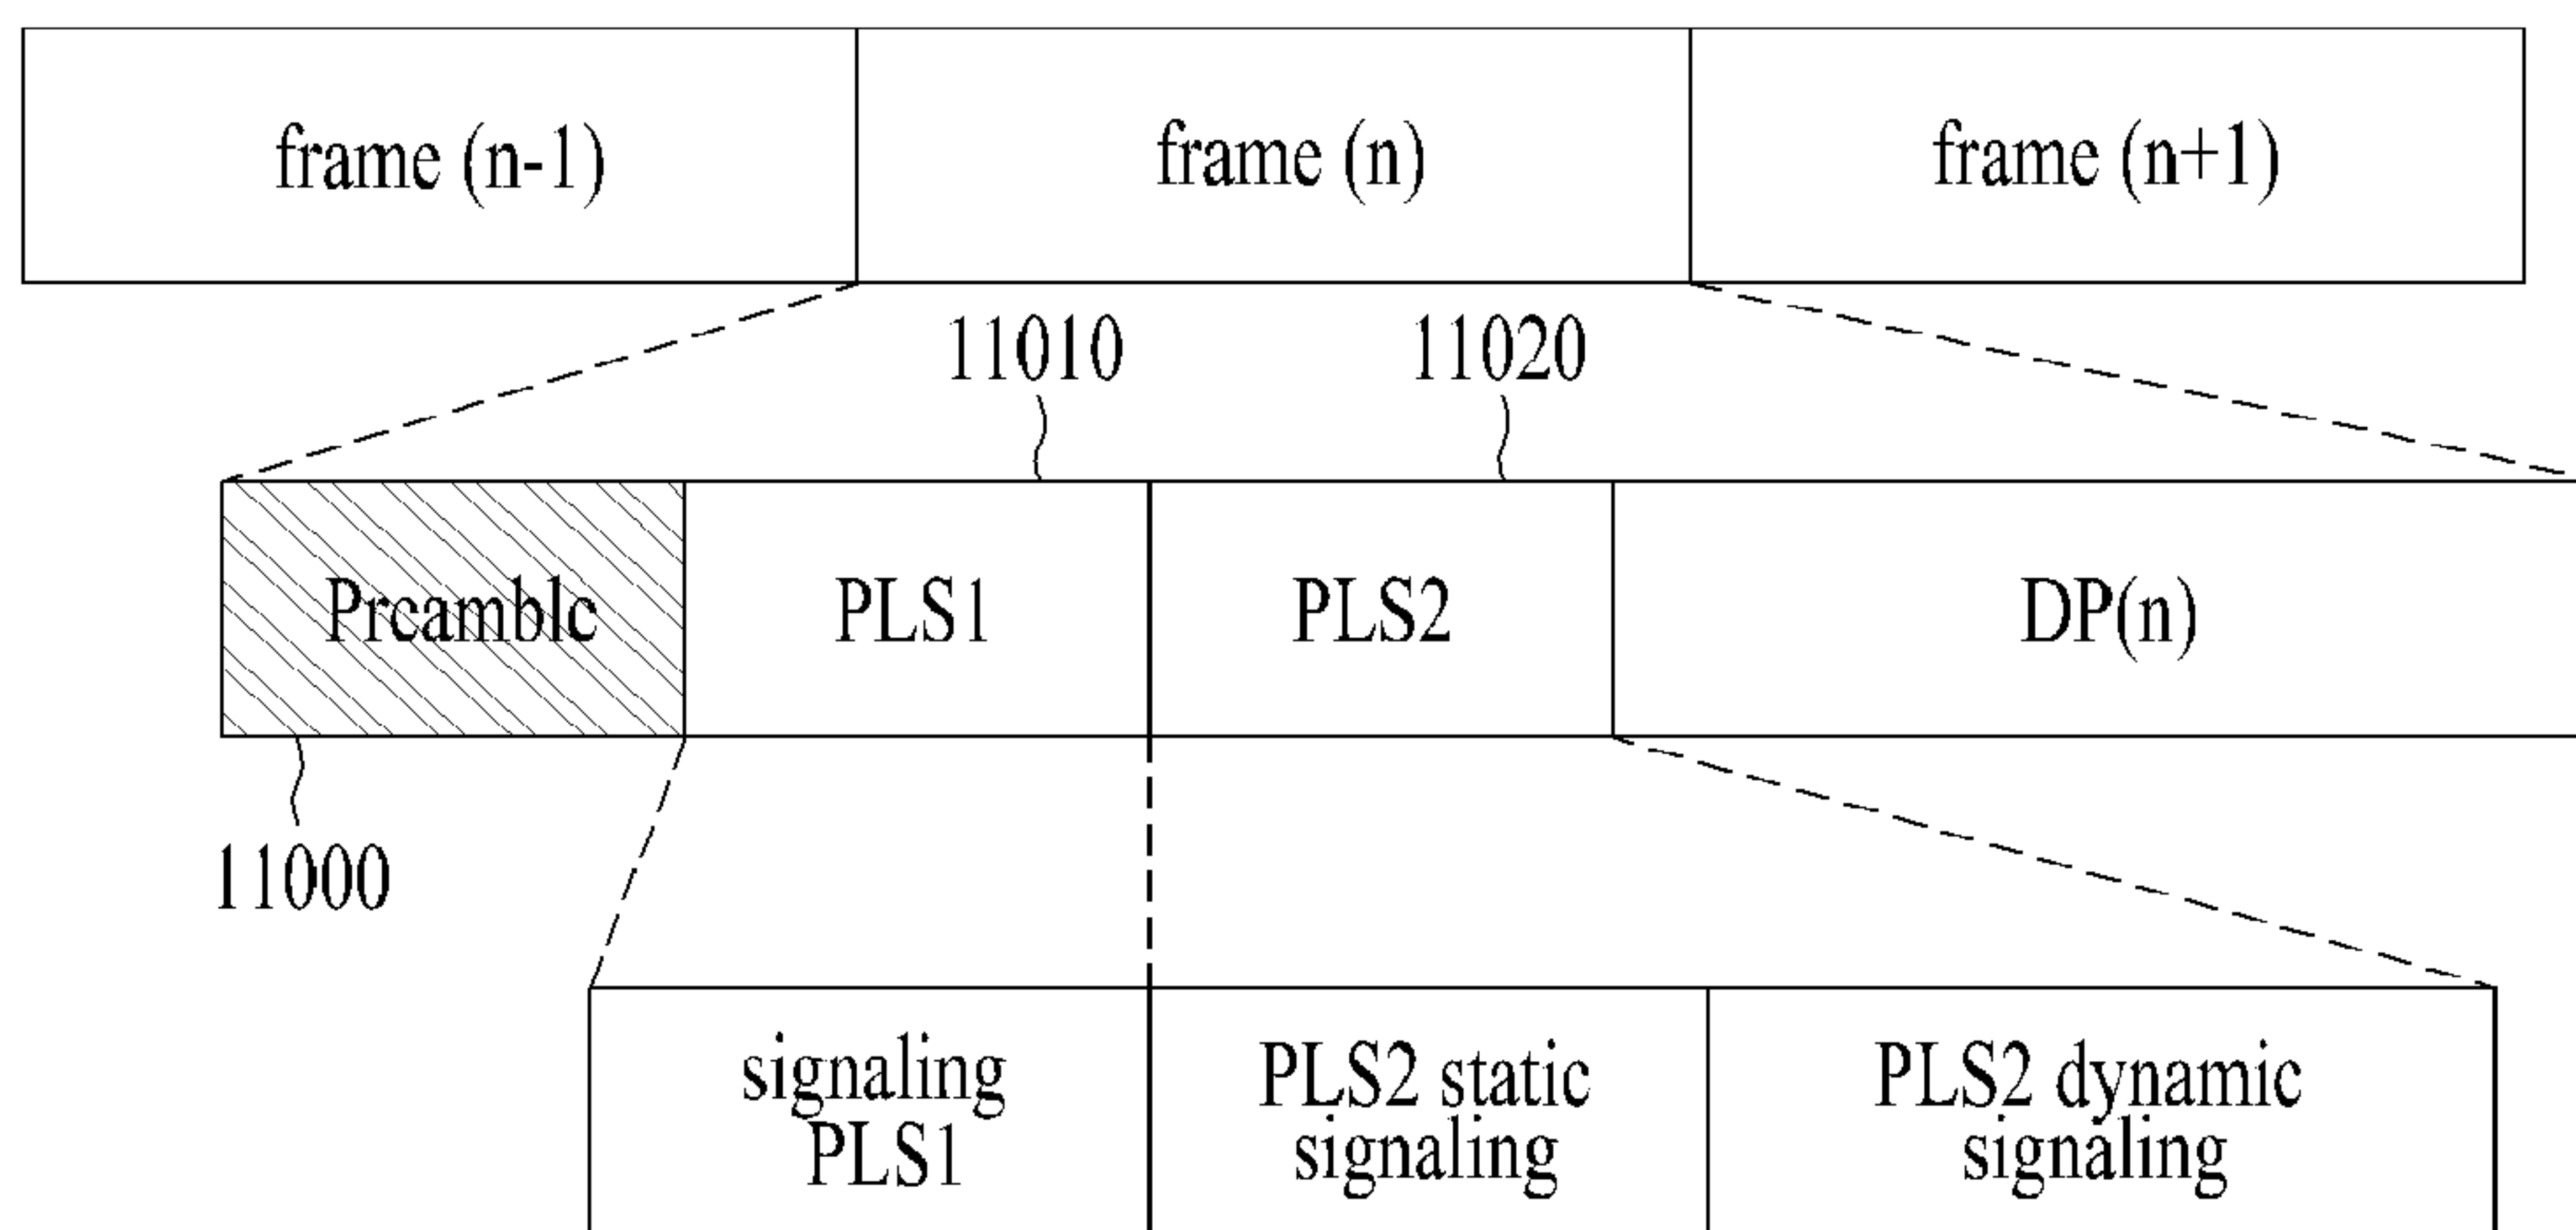 frame (n-1)
frame (n)
frame (n+1)
11010
11020
Preamble
PLS1
PLS2
DP(n)
11000
signaling
PLS1
PLS2 static
signaling
PLS2 dynamic
signaling